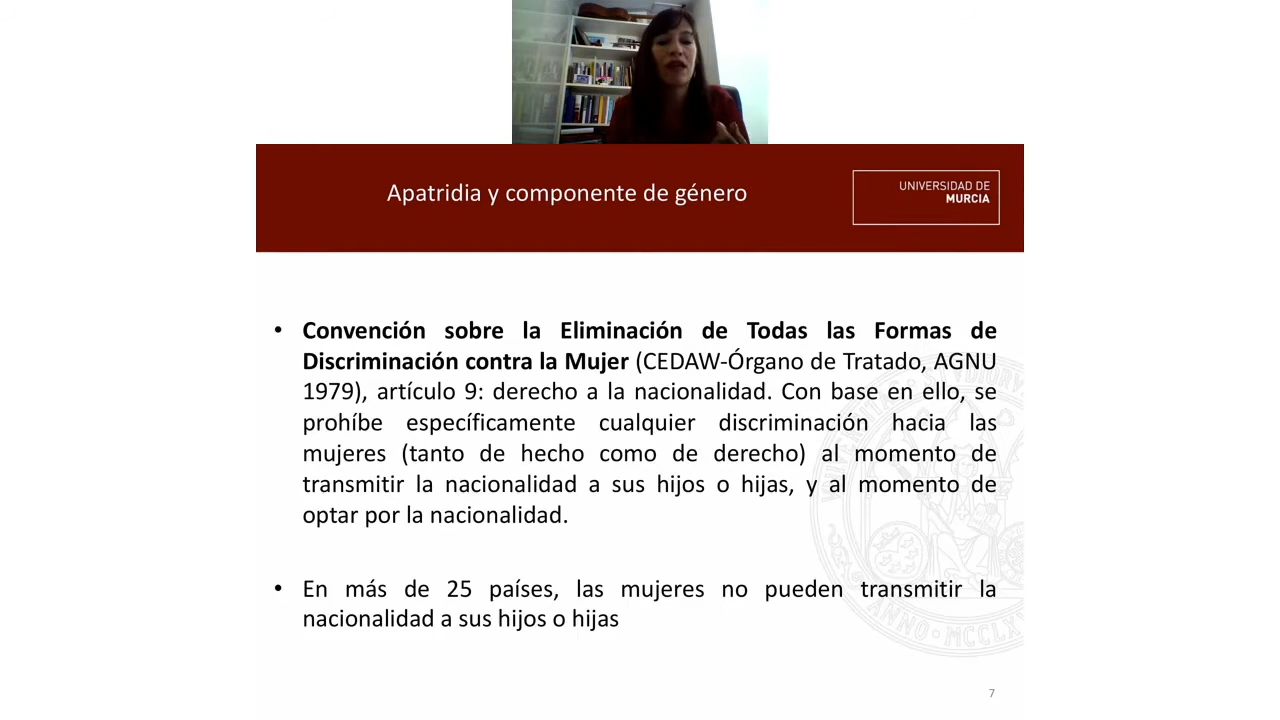 Apatridia y componente de género
UNIVERSIDAD DE
MURCIA
• Convención sobre la Eliminación de Todas las Formas de
Discriminación contra la Mujer (CEDAW-Órgano de Tratado, AGNU
1979), artículo 9: derecho a la nacionalidad. Con base en ello, se
prohíbe específicamente cualquier discriminación hacia las
mujeres (tanto de hecho como de derecho) al momento de
transmitir la nacionalidad a sus hijos o hijas, y al momento de
optar por la nacionalidad.
• En más de 25 países, las mujeres no pueden transmitir la
nacionalidad a sus hijos o hijas
ANNO • MCCLX
7